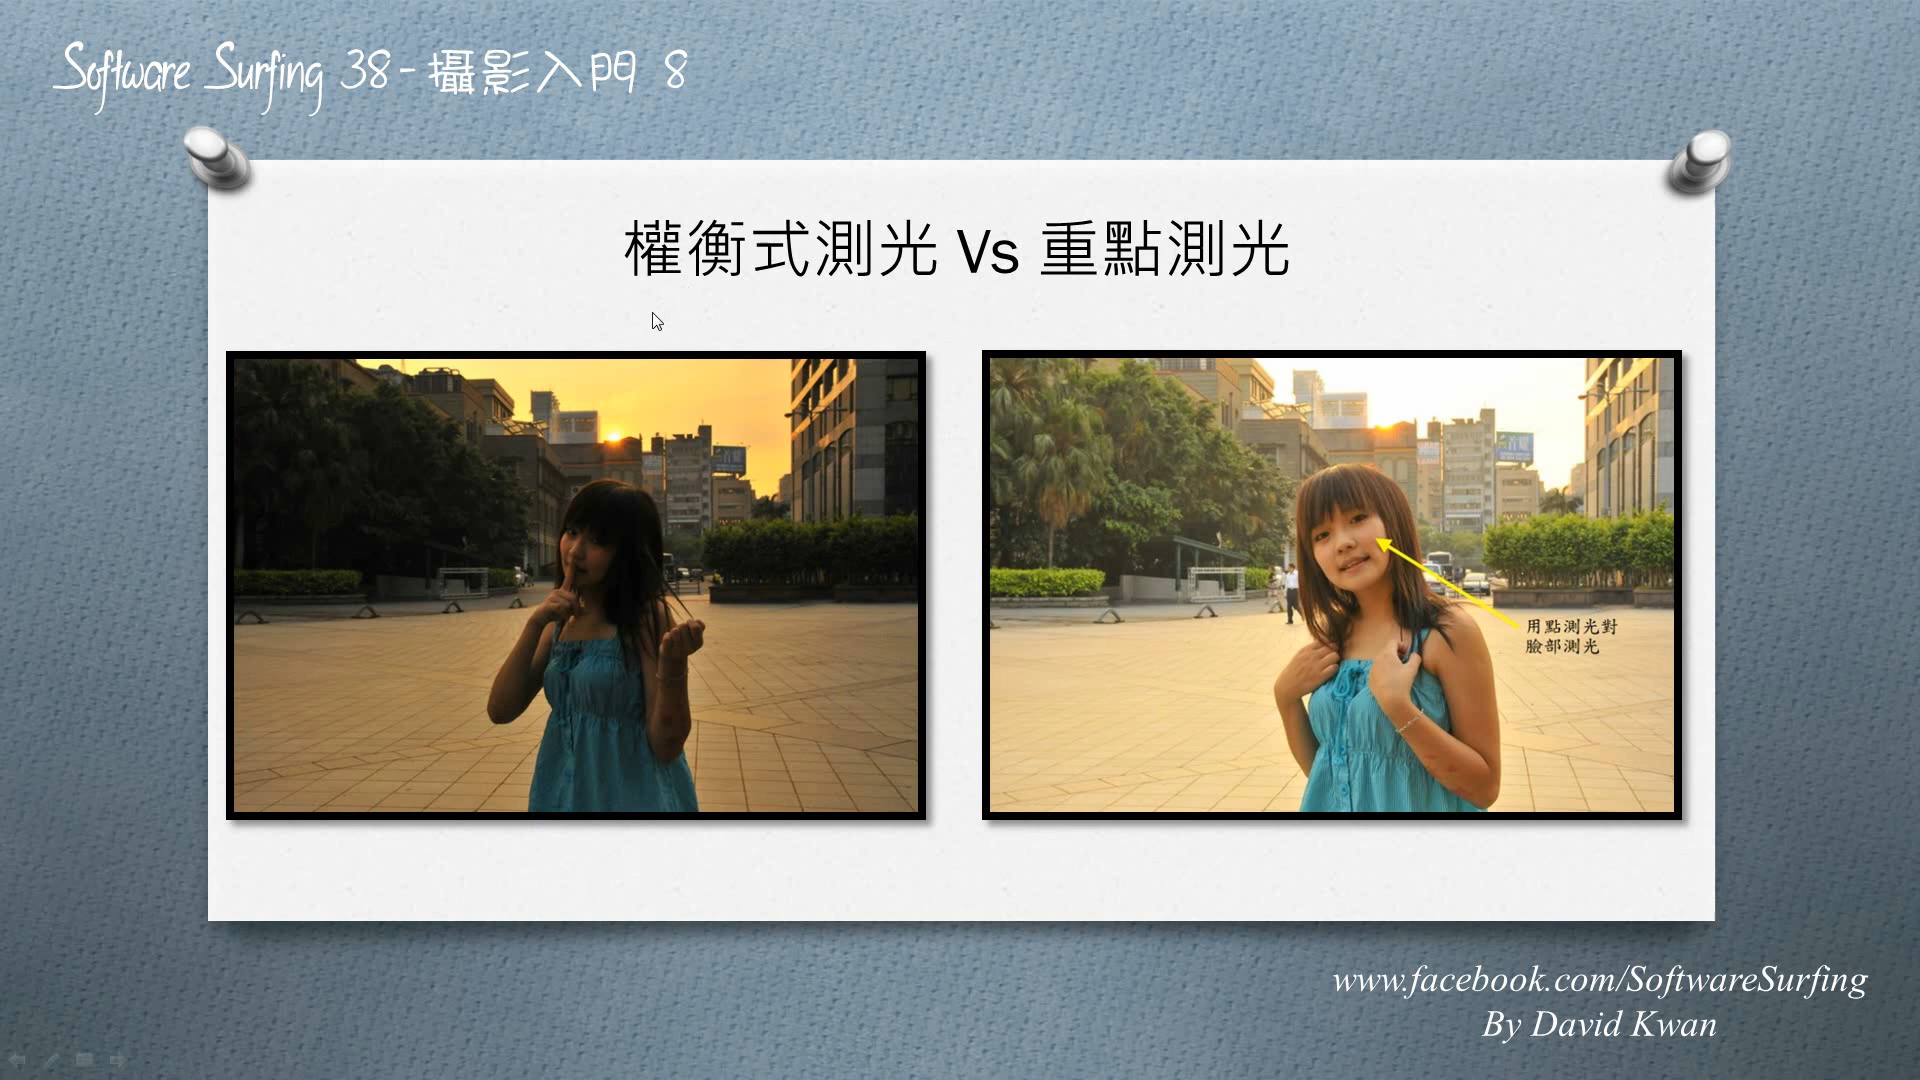 Software Surfing 38-攝影入門 8
權衡式測光 Vs 重點測光
用點測光對
臉部測光
www.facebook.com/SoftwareSurfing
By David Kwan